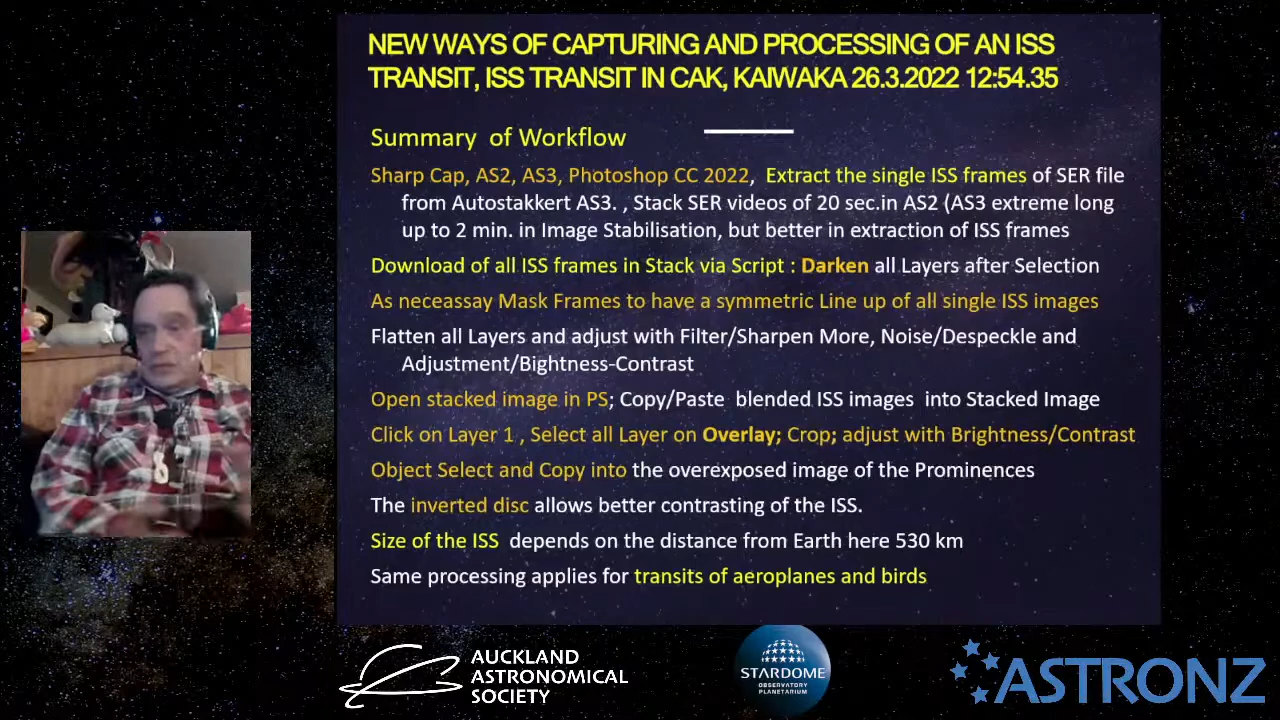 NEW WAYS OF CAPTURING AND PROCESSING OF AN ISS
TRANSIT, ISS TRANSIT IN CAK, KAIWAKA 26.3.2022 12:54.35
Summary of Workflow
Sharp Cap, AS2, AS3, Photoshop CC 2022, Extract the single ISS frames of SER file
from Autostakkert AS3. , Stack SER videos of 20 sec.in AS2 (AS3 extreme long
up to 2 min. in Image Stabilisation, but better in extraction of ISS frames
Download of all ISS frames in Stack via Script : Darken all Layers after Selection
As neceassay Mask Frames to have a symmetric Line up of all single ISS images
Flatten all Layers and adjust with Filter/Sharpen More, Noise/Despeckle and
Adjustment/Bightness-Contrast
Open stacked image in PS; Copy/Paste blended ISS images into Stacked Image
Click on Layer 1 , Select all Layer on Overlay; Crop; adjust with Brightness/Contrast
Object Select and Copy into the overexposed image of the Prominences
The inverted disc allows better contrasting of the ISS.
Size of the ISS depends on the distance from Earth here 530 km
Same processing applies for transits of aeroplanes and birds
AUCKLAND
ASTRONOMICAL
SOCIETY
STARDOME
OBSERVATORY
PLANETARIUM
ASTRONZ